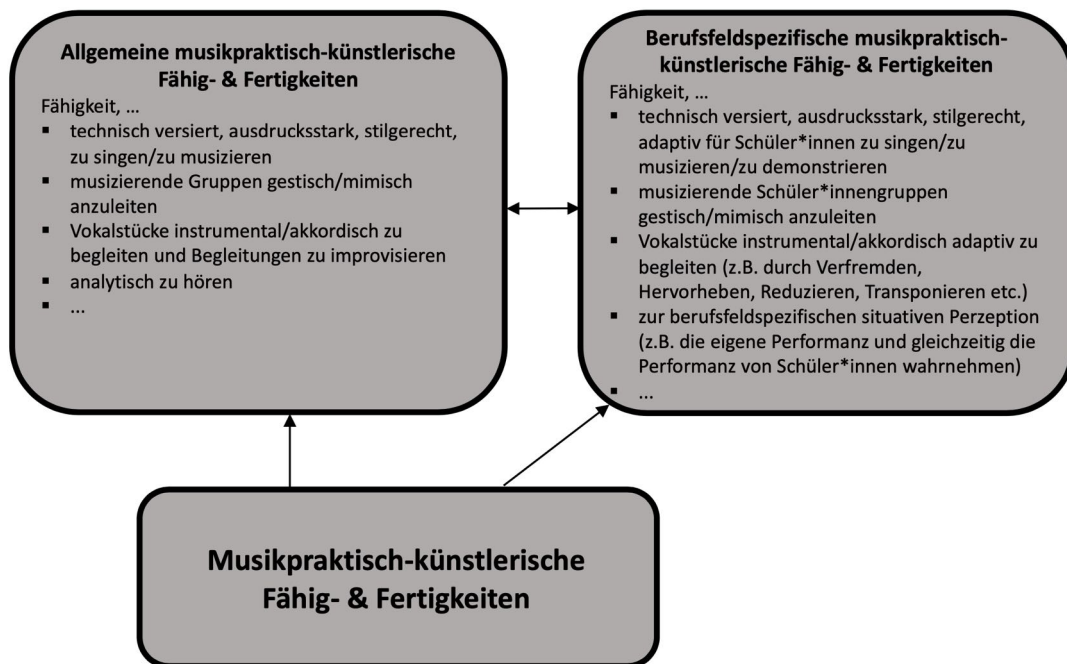 Allgemeine musikpraktisch-künstlerische
Fähig- & Fertigkeiten
Fähigkeit, ...
▪ technisch versiert, ausdrucksstark, stilgerecht,
zu singen/zu musizieren
▪ musizierende Gruppen gestisch/mimisch
anzuleiten
▪ Vokalstücke instrumental/akkordisch zu
begleiten und Begleitungen zu improvisieren
▪ analytisch zu hören
▪ ...
Berufsfeldspezifische musikpraktisch-
künstlerische Fähig- & Fertigkeiten
Fähigkeit, ...
▪ technisch versiert, ausdrucksstark, stilgerecht,
adaptiv für Schüler*innen zu singen/zu
musizieren/zu demonstrieren
▪ musizierende Schüler*innengruppen
gestisch/mimisch anzuleiten
▪ Vokalstücke instrumental/akkordisch adaptiv zu
begleiten (z.B. durch Verfremden,
Hervorheben, Reduzieren, Transponieren etc.)
▪ zur berufsfeldspezifischen situativen Perzeption
(z.B. die eigene Performanz und gleichzeitig die
Performanz von Schüler*innen wahrnehmen)
▪ ...
Musikpraktisch-künstlerische
Fähig- & Fertigkeiten